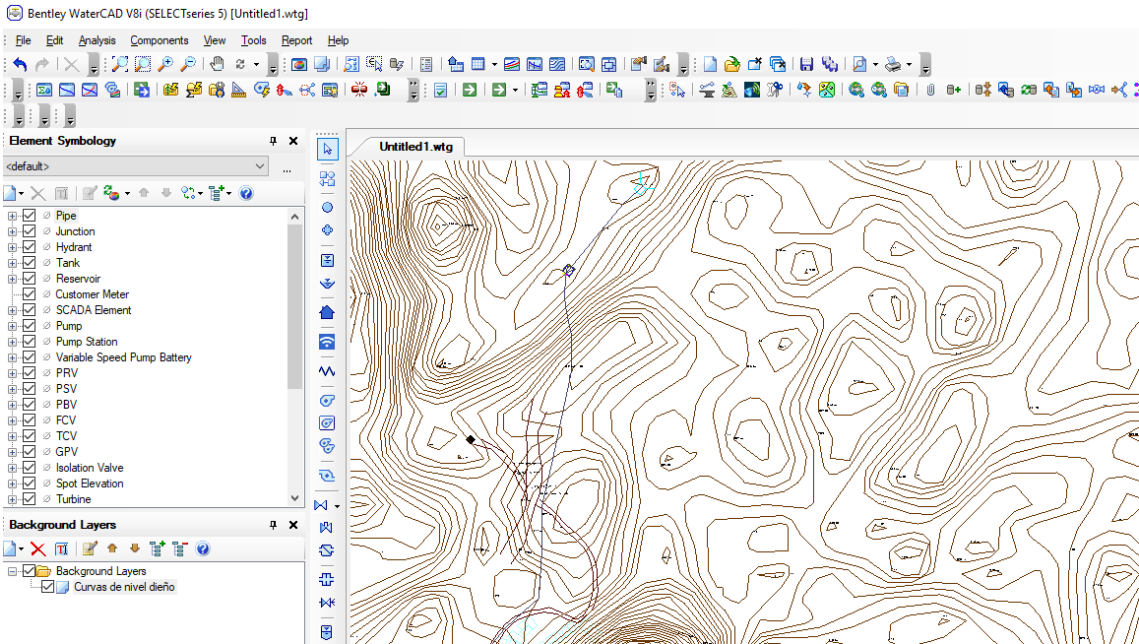 Bentley WaterCAD V8i (SELECTseries 5) [Untitled1.wtg]
File Edit Analysis Components View Tools Report Help
Element Symbology
<default>
...
Pipe
Junction
Hydrant
Tank
Reservoir
Customer Meter
SCADA Element
Pump
Pump Station
Variable Speed Pump Battery
PRV
PSV
PBV
FCV
TCV
GPV
Isolation Valve
Spot Elevation
Turbine
Background Layers
Background Layers
Curvas de nivel dieño
Untitled1.wtg